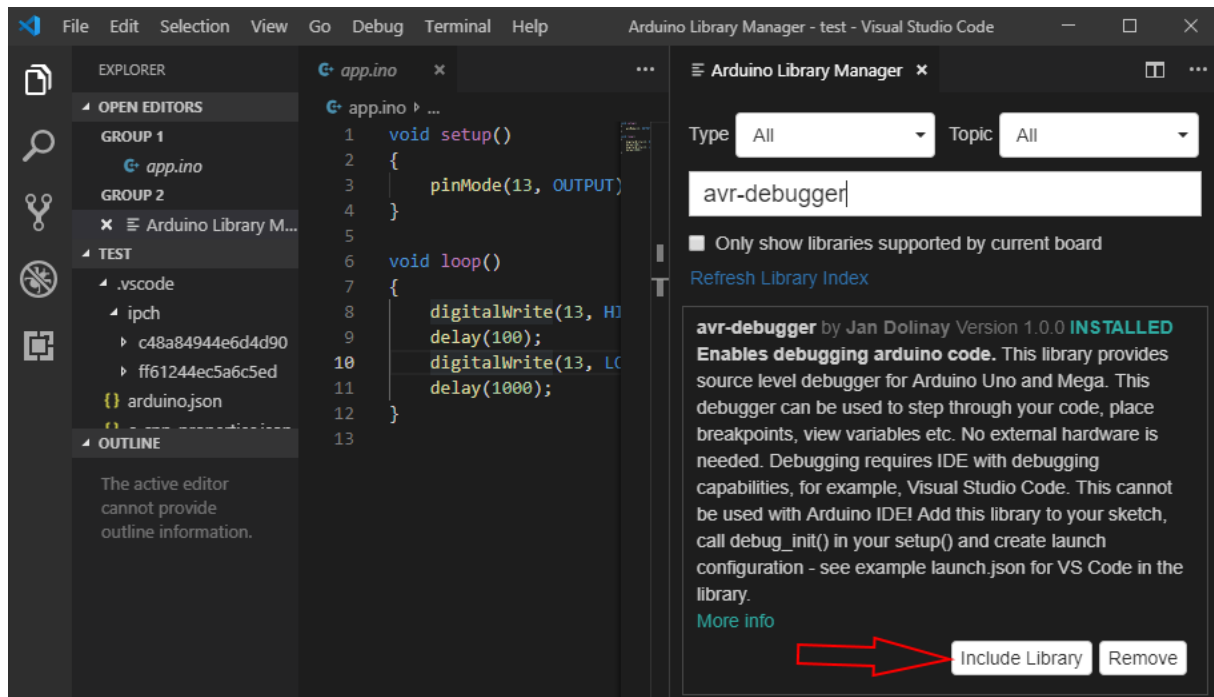 File Edit Selection View Go Debug Terminal Help Arduino Library Manager - test - Visual Studio Code
EXPLORER
OPEN EDITORS
GROUP 1
app.ino
GROUP 2
Arduino Library M...
TEST
.vscode
ipch
c48a84944e6d4d90
ff61244ec5a6c5ed
{} arduino.json
OUTLINE
The active editor
cannot provide
outline information.
app.ino
app.ino ...
1 void setup()
2 {
3 pinMode(13, OUTPUT)
4 }
5
6 void loop()
7 {
8 digitalWrite(13, HI
9 delay(100);
10 digitalWrite(13, LO
11 delay(1000);
12 }
13
Arduino Library Manager
Type All Topic All
avr-debugger
Only show libraries supported by current board
Refresh Library Index
avr-debugger by Jan Dolinay Version 1.0.0 INSTALLED
Enables debugging arduino code. This library provides
source level debugger for Arduino Uno and Mega. This
debugger can be used to step through your code, place
breakpoints, view variables etc. No external hardware is
needed. Debugging requires IDE with debugging
capabilities, for example, Visual Studio Code. This cannot
be used with Arduino IDE! Add this library to your sketch,
call debug_init() in your setup() and create launch
configuration - see example launch.json for VS Code in the
library.
More info
Include Library Remove